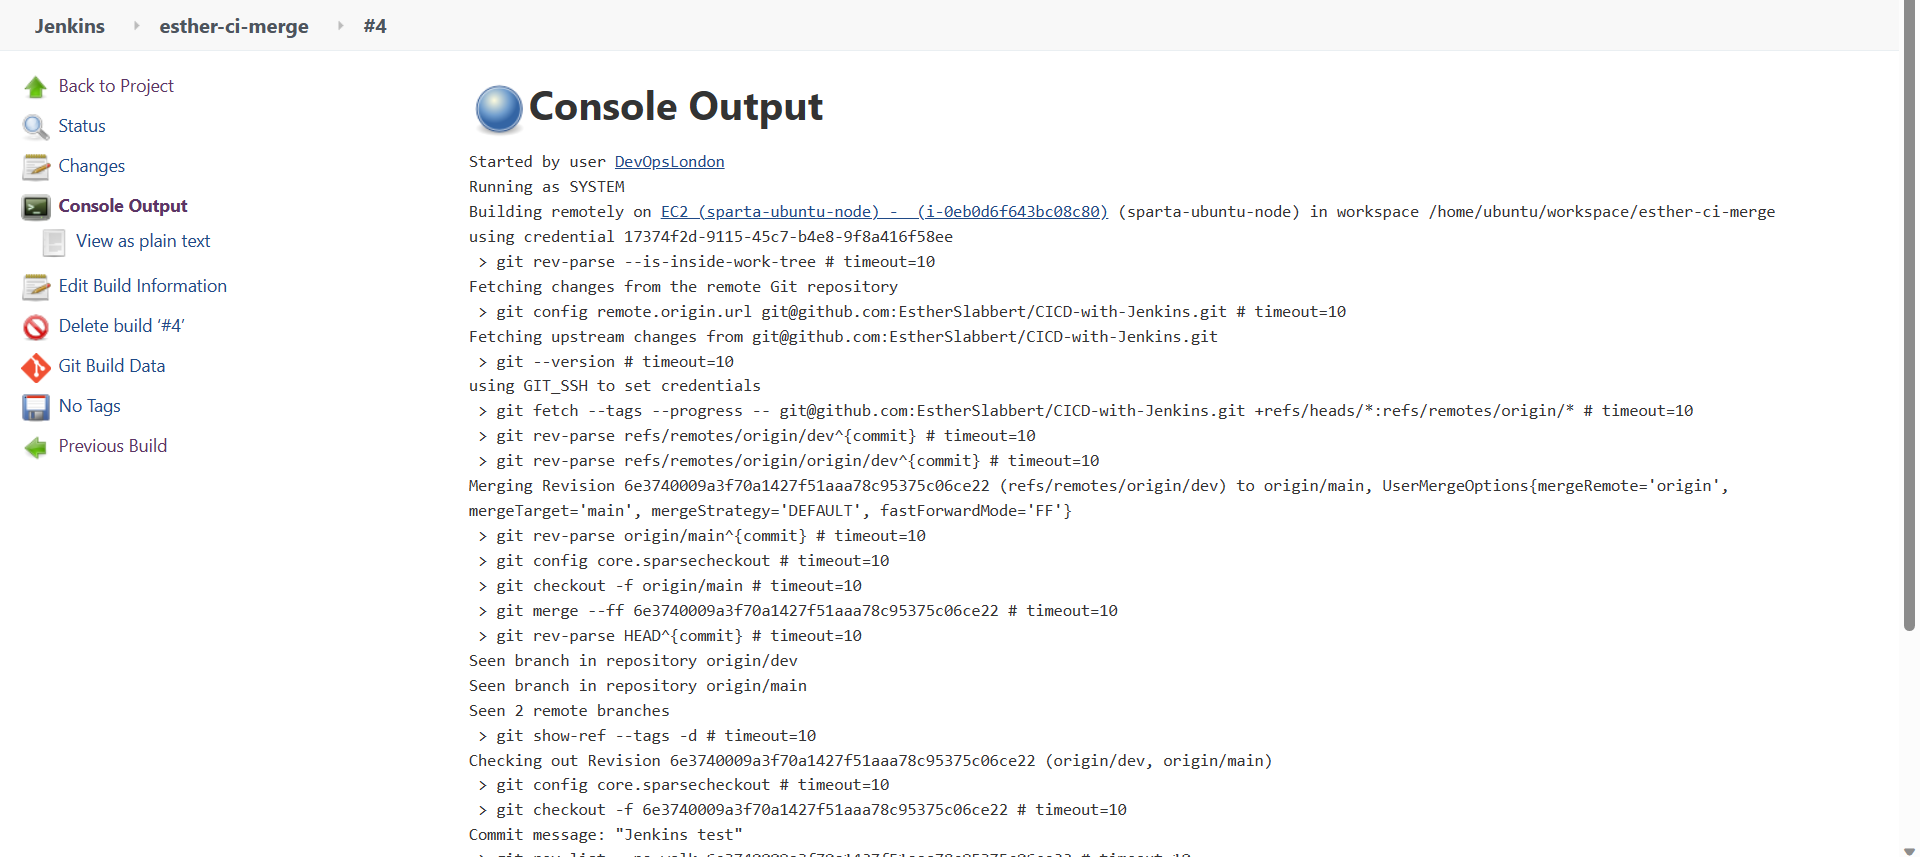 Jenkins esther-ci-merge #4
Back to Project
Status
Changes
Console Output
View as plain text
Edit Build Information
Delete build ‘#4’
Git Build Data
No Tags
Previous Build
Console Output
Started by user DevOpsLondon
Running as SYSTEM
Building remotely on EC2 (sparta-ubuntu-node) -  (i-0eb0d6f643bc08c80) (sparta-ubuntu-node) in workspace /home/ubuntu/workspace/esther-ci-merge
using credential 17374f2d-9115-45c7-b4e8-9f8a416f58ee
> git rev-parse --is-inside-work-tree # timeout=10
Fetching changes from the remote Git repository
> git config remote.origin.url git@github.com:EstherSlabbert/CICD-with-Jenkins.git # timeout=10
Fetching upstream changes from git@github.com:EstherSlabbert/CICD-with-Jenkins.git
> git --version # timeout=10
using GIT_SSH to set credentials
> git fetch --tags --progress -- git@github.com:EstherSlabbert/CICD-with-Jenkins.git +refs/heads/*:refs/remotes/origin/* # timeout=10
> git rev-parse refs/remotes/origin/dev^{commit} # timeout=10
> git rev-parse refs/remotes/origin/origin/dev^{commit} # timeout=10
Merging Revision 6e3740009a3f70a1427f51aaa78c95375c06ce22 (refs/remotes/origin/dev) to origin/main, UserMergeOptions{mergeRemote='origin',
mergeTarget='main', mergeStrategy='DEFAULT', fastForwardMode='FF'}
> git rev-parse origin/main^{commit} # timeout=10
> git config core.sparsecheckout # timeout=10
> git checkout -f origin/main # timeout=10
> git merge --ff 6e3740009a3f70a1427f51aaa78c95375c06ce22 # timeout=10
> git rev-parse HEAD^{commit} # timeout=10
Seen branch in repository origin/dev
Seen branch in repository origin/main
Seen 2 remote branches
> git show-ref --tags -d # timeout=10
Checking out Revision 6e3740009a3f70a1427f51aaa78c95375c06ce22 (origin/dev, origin/main)
> git config core.sparsecheckout # timeout=10
> git checkout -f 6e3740009a3f70a1427f51aaa78c95375c06ce22 # timeout=10
Commit message: "Jenkins test"